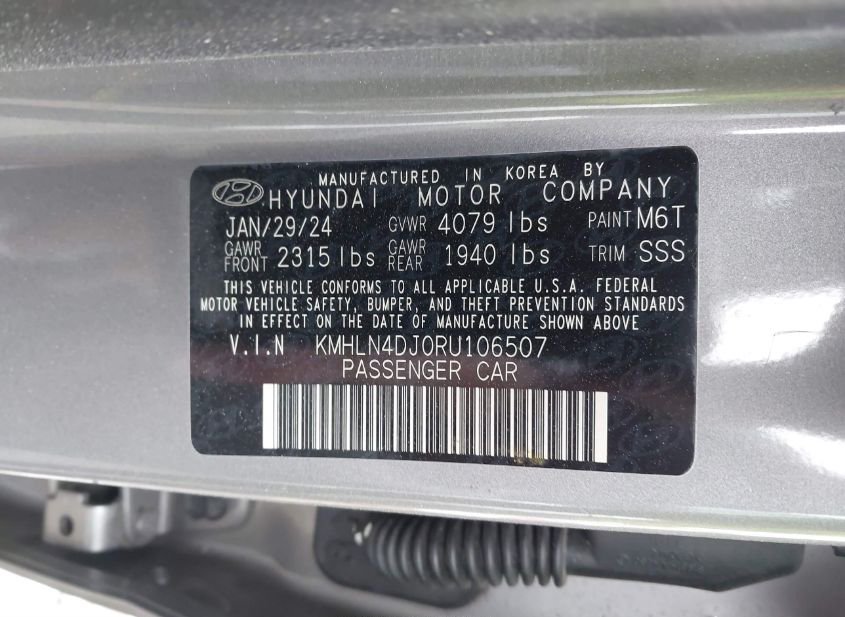 MANUFACTURED IN KOREA BY
HYUNDAI MOTOR COMPANY
JAN/29/24 GVWR 4079 lbs PAINT M6T
GAWR FRONT 2315 lbs GAWR REAR 1940 lbs TRIM SSS
THIS VEHICLE CONFORMS TO ALL APPLICABLE U.S.A. FEDERAL
MOTOR VEHICLE SAFETY, BUMPER, AND THEFT PREVENTION STANDARDS
IN EFFECT ON THE DATE OF MANUFACTURE SHOWN ABOVE
V.I.N KMHLN4DJ0RU106507
PASSENGER CAR